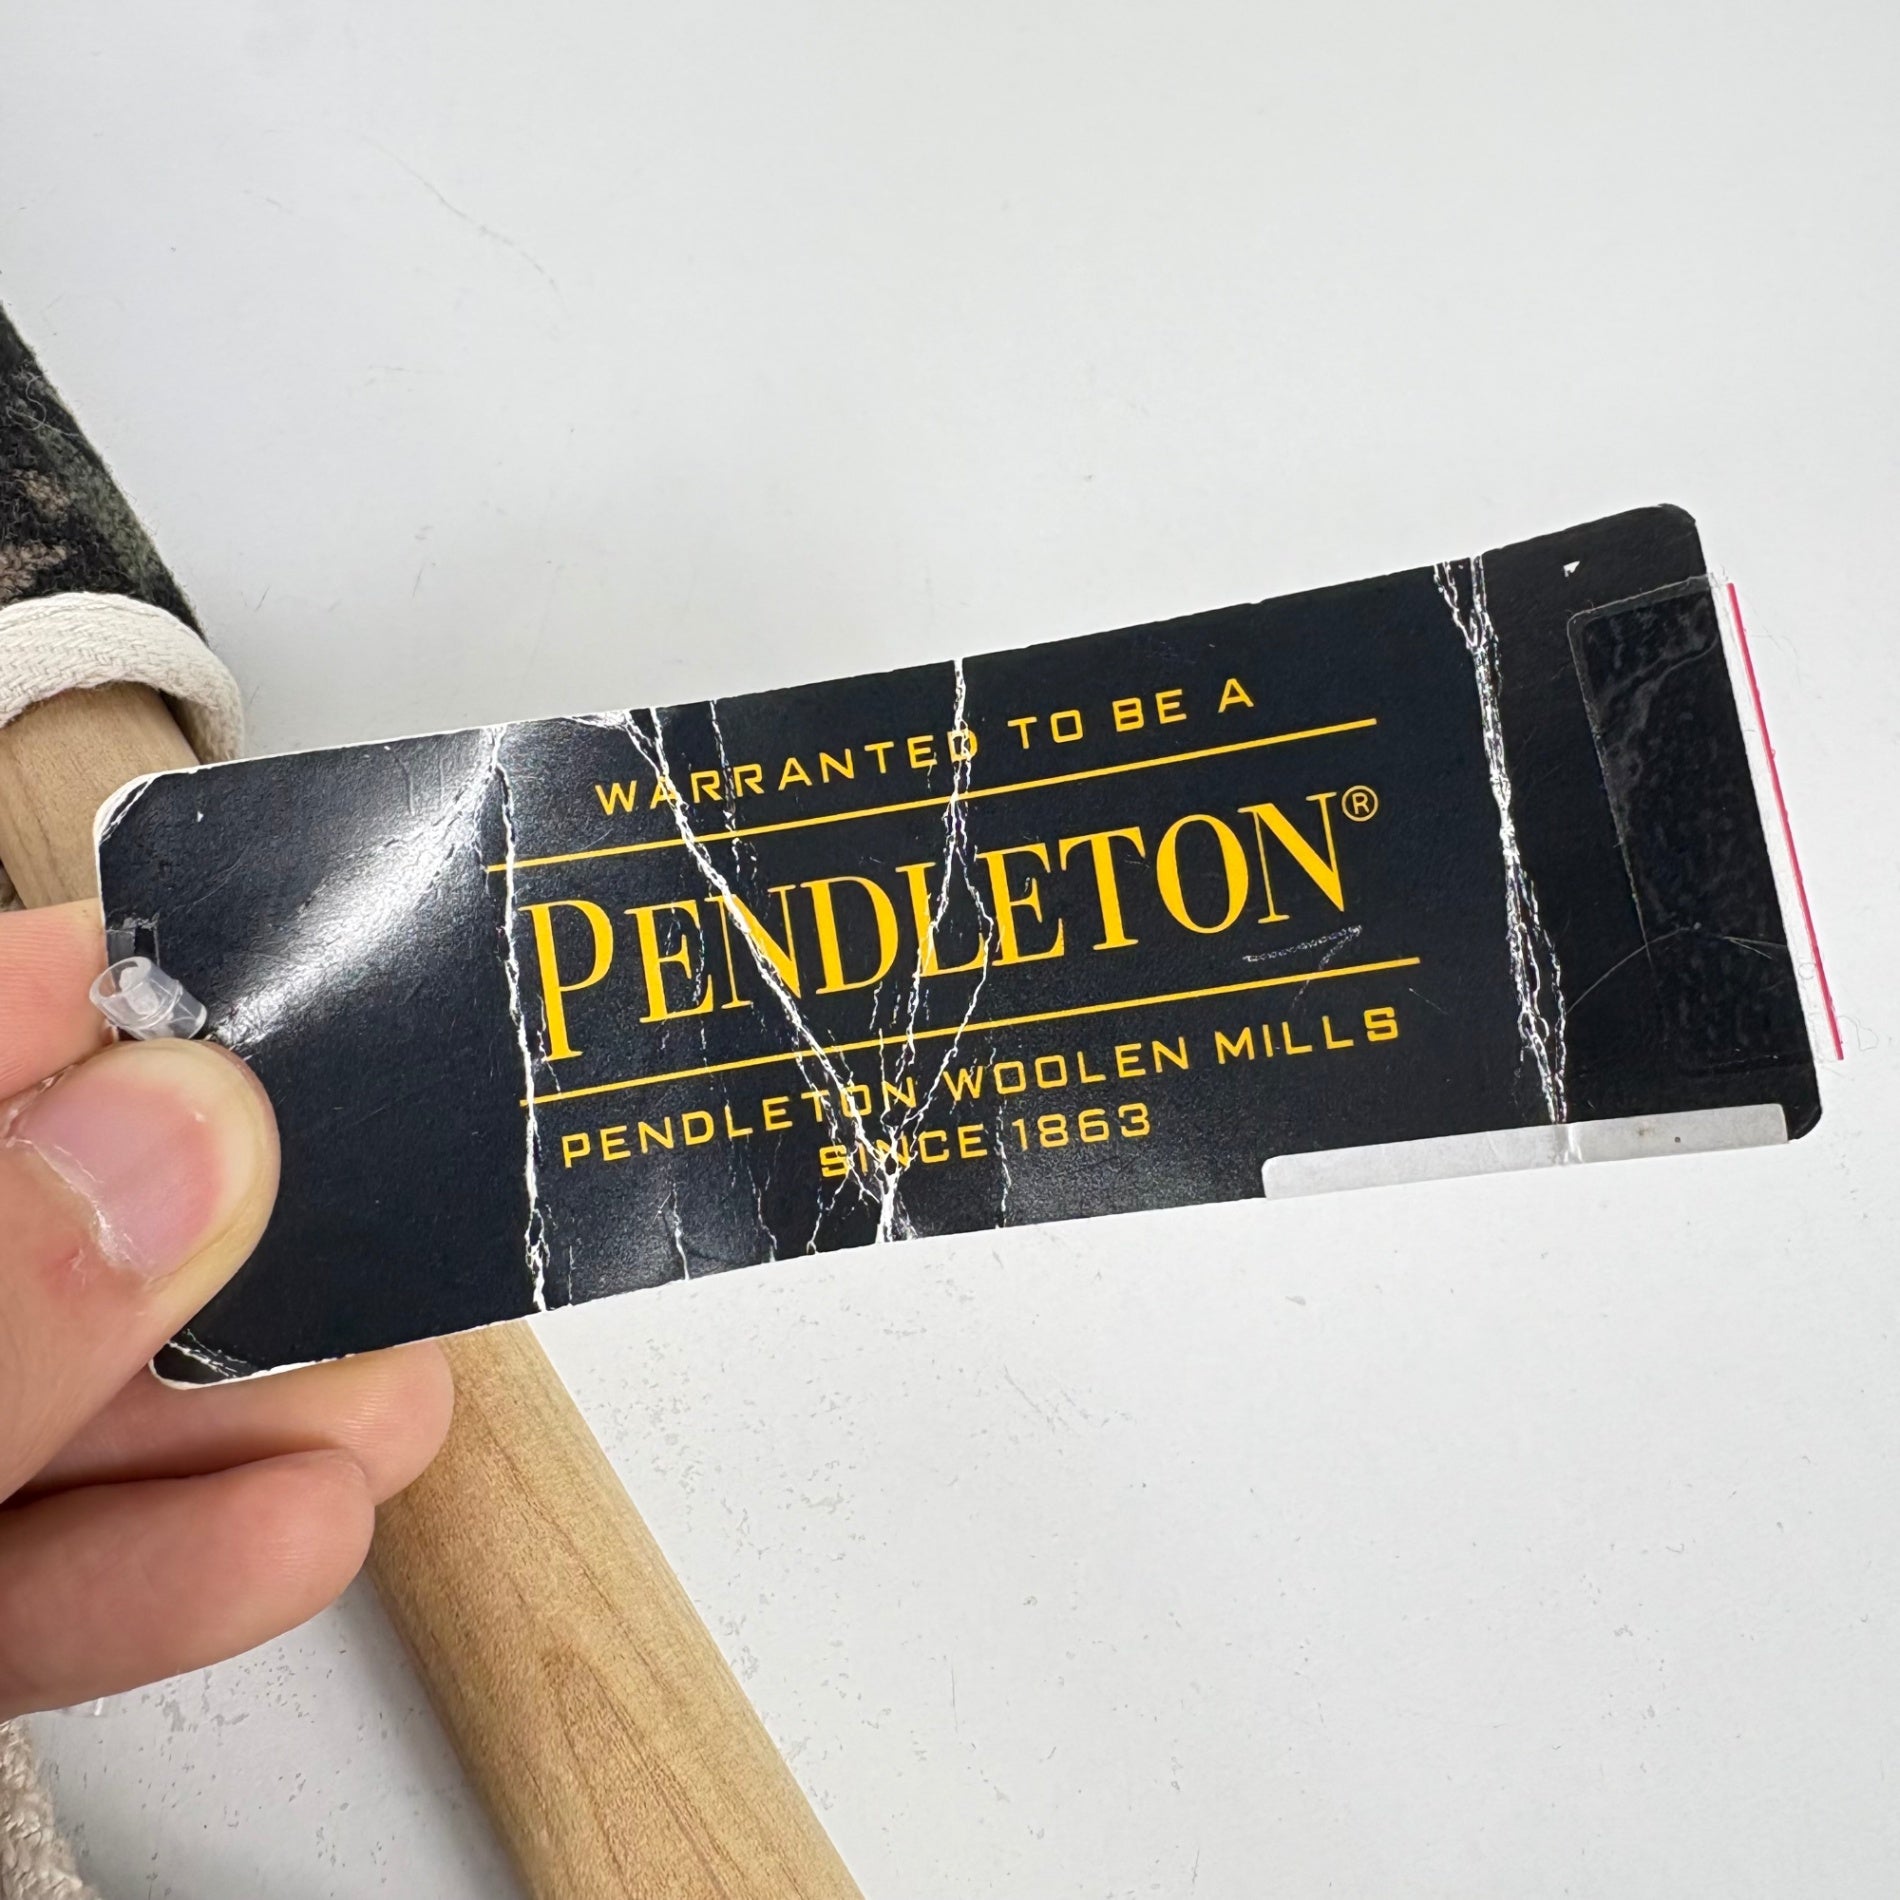 WARRANTED TO BE A
PENDLETON®
PENDLETON WOOLEN MILLS
SINCE 1863